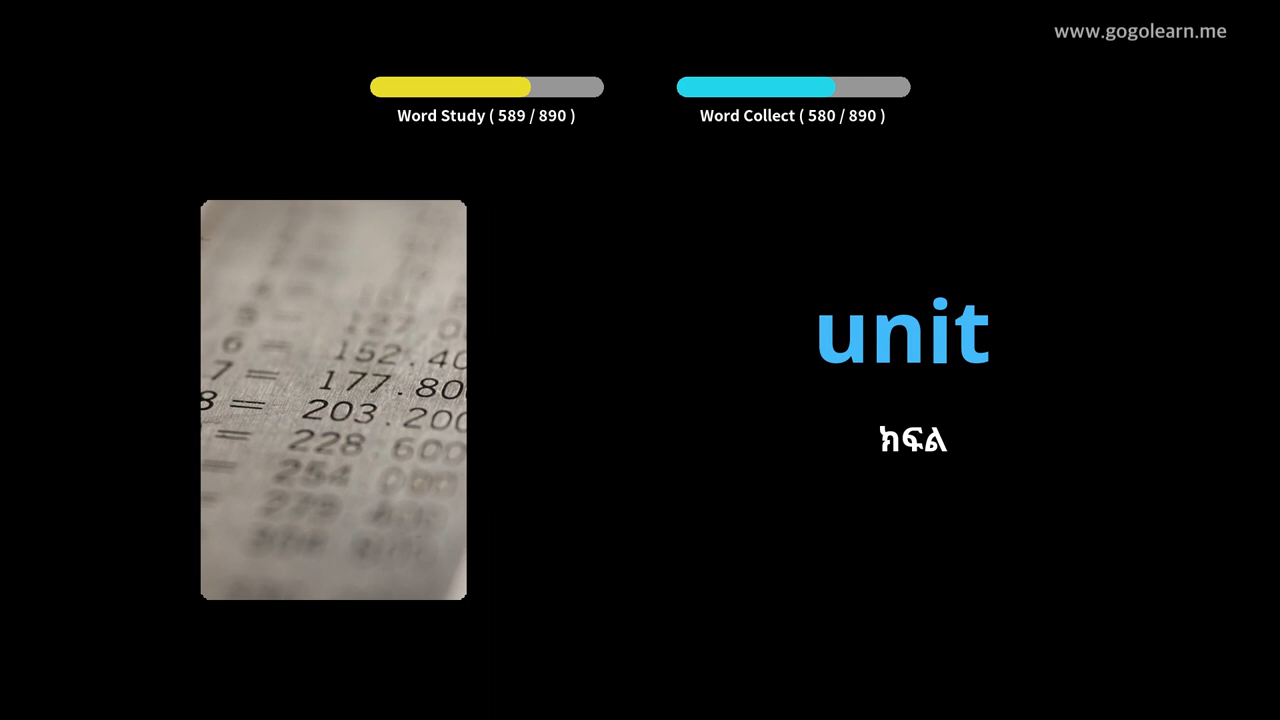 www.gogolearn.me
Word Study ( 589 / 890 )
Word Collect ( 580 / 890 )
6 = 152.40
7 = 177.80
8 = 203.200
= 228.600
254
unit
ክፍል